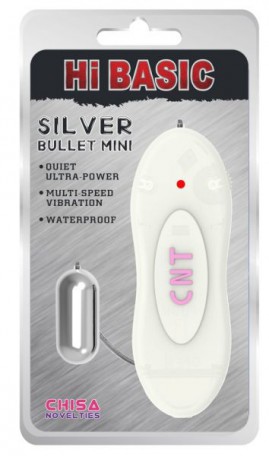 Hi BASIC
SILVER
BULLET MINI
• QUIET
ULTRA-POWER
• MULTI-SPEED
VIBRATION
• WATERPROOF
CNT
CHISA
NOVELTIES